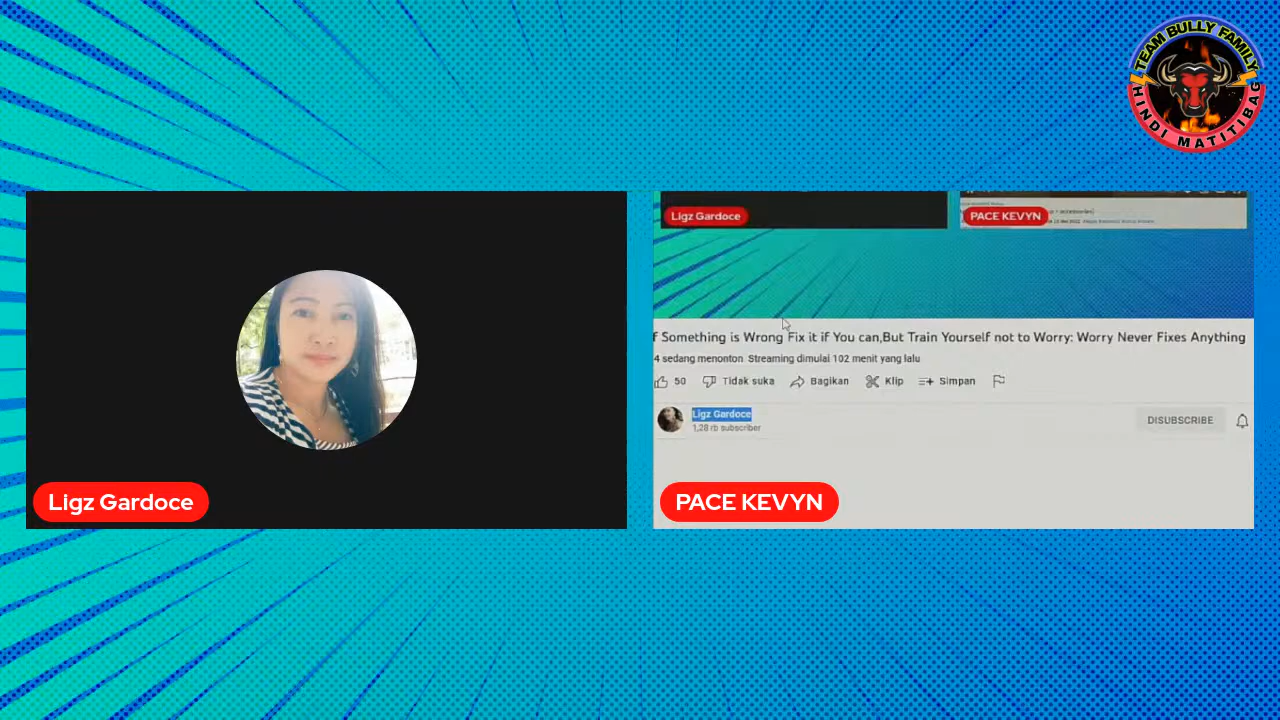 TEAM BULLY FAMILY
HINDI MATITIBAG
Ligz Gardoce
PACE KEVYN
f Something is Wrong Fix it if You can,But Train Yourself not to Worry: Worry Never Fixes Anything
4 sedang menonton Streaming dimulai 102 menit yang lalu
50 Tidak suka Bagikan Klip Simpan
Ligz Gardoce
1,28 rb subscriber
DISUBSCRIBE
Ligz Gardoce
PACE KEVYN